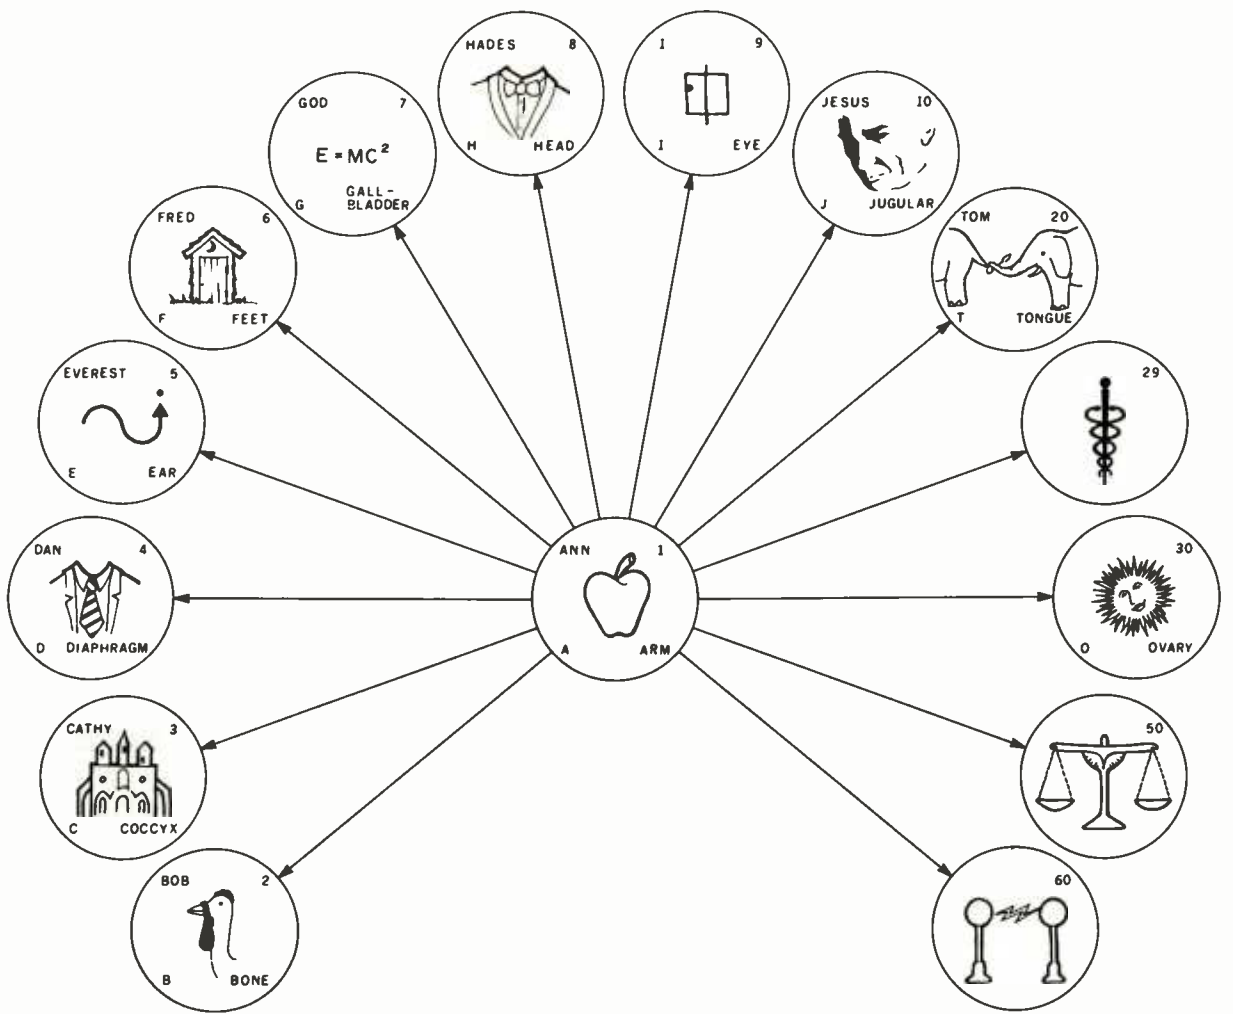 HADES 8
H HEAD
I 9
I EYE
GOD 7
E = MC²
GALL-
G BLADDER
JESUS 10
J JUGULAR
FRED 6
F FEET
TOM 20
T TONGUE
EVEREST 5
E EAR
29
DAN 4
D DIAPHRAGM
ANN 1
A ARM
30
O OVARY
CATHY 3
C COCCYX
50
BOB 2
B BONE
60